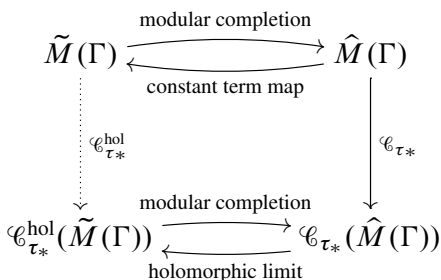 modular completion
M̃(Γ) M̂(Γ)
constant term map
𝒞^hol_τ* 𝒞_τ*
modular completion
𝒞^hol_τ*(M̃(Γ)) 𝒞_τ*(M̂(Γ))
holomorphic limit